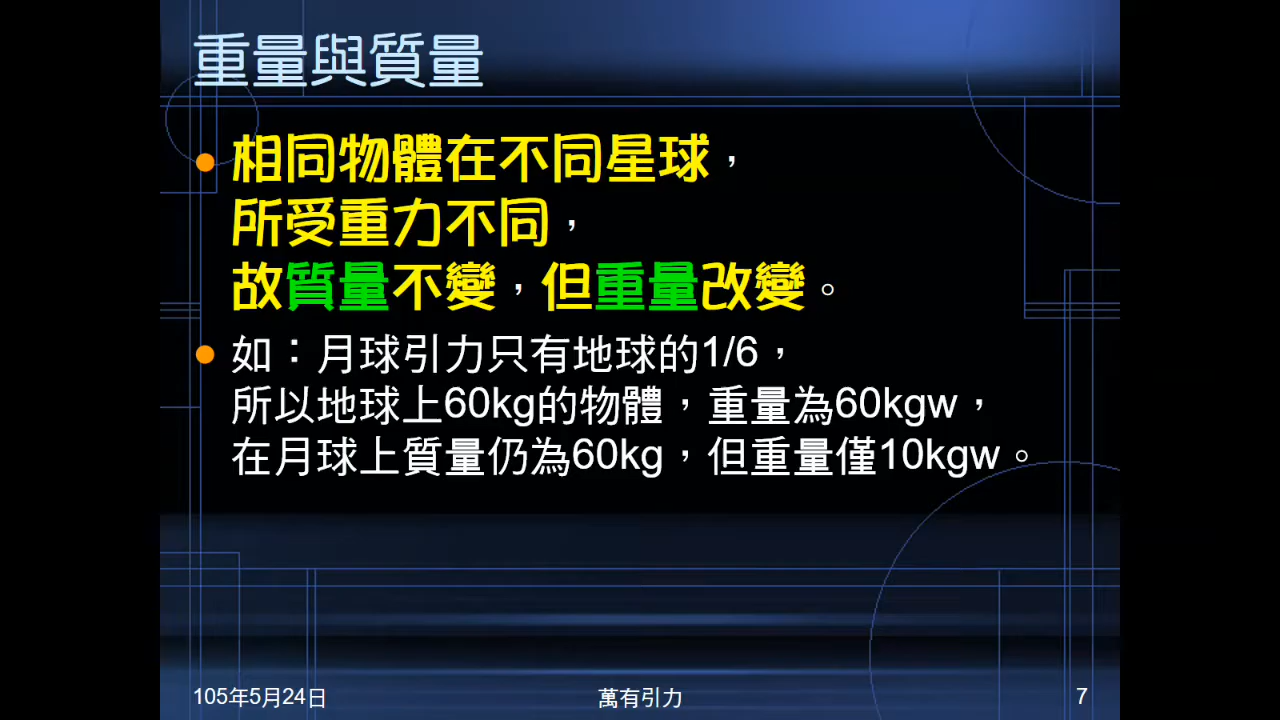 重量與質量
相同物體在不同星球，
所受重力不同，
故質量不變，但重量改變。
如：月球引力只有地球的1/6，
所以地球上60kg的物體，重量為60kgw，
在月球上質量仍為60kg，但重量僅10kgw。
105年5月24日
萬有引力
7